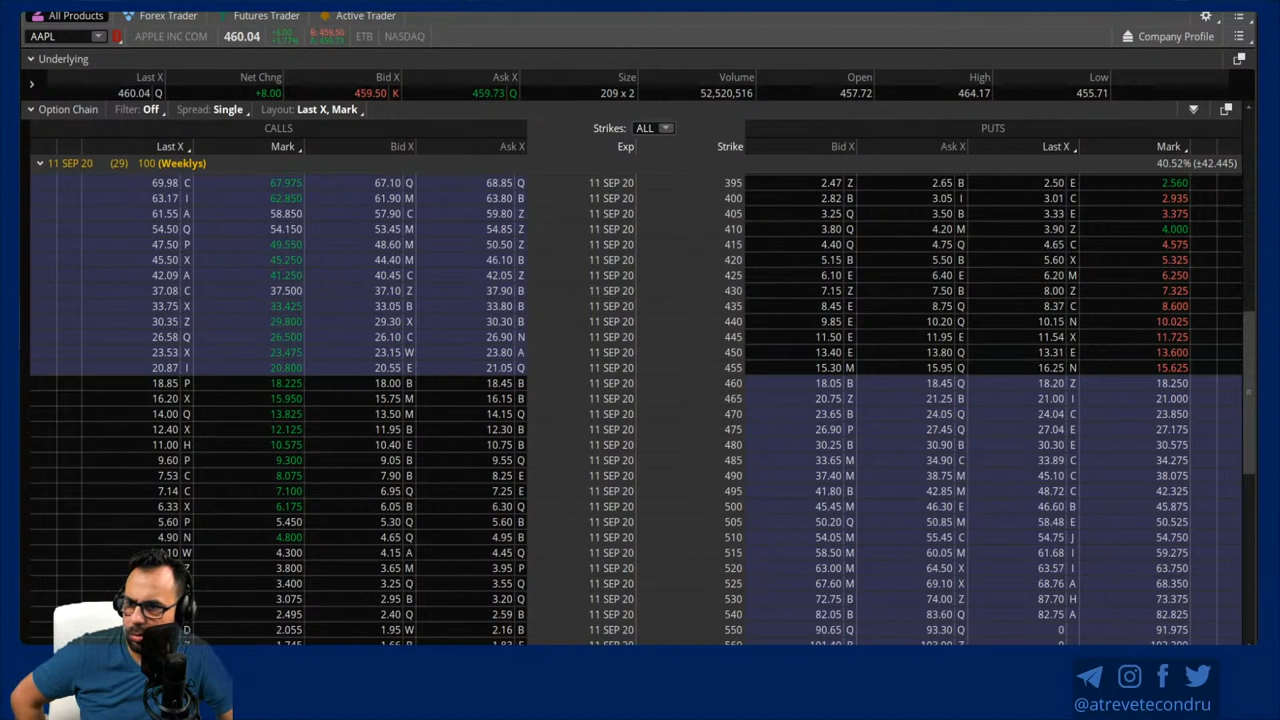 All Products Forex Trader Futures Trader Active Trader
AAPL APPLE INC COM 460.04 +8.00 +1.77% B: 459.50 A: 459.73 ETB NASDAQ Company Profile
Underlying
Last X Net Chng Bid X Ask X Size Volume Open High Low
460.04 Q +8.00 459.50 K 459.73 Q 209 x 2 52,520,516 457.72 464.17 455.71
Option Chain Filter: Off Spread: Single Layout: Last X, Mark
CALLS Strikes: ALL PUTS
Last X Mark Bid X Ask X Exp Strike Bid X Ask X Last X Mark
11 SEP 20 (29) 100 (Weeklys) 40.52% (±42.445)
69.98 C 67.975 67.10 Q 68.85 Q 11 SEP 20 395 2.47 Z 2.65 B 2.50 E 2.560
63.17 I 62.850 61.90 M 63.80 B 11 SEP 20 400 2.82 B 3.05 I 3.01 C 2.935
61.55 A 58.850 57.90 C 59.80 Z 11 SEP 20 405 3.25 Q 3.50 B 3.33 E 3.375
54.50 Q 54.150 53.45 M 54.85 Z 11 SEP 20 410 3.80 Q 4.20 M 3.90 Z 4.000
47.50 P 49.550 48.60 M 50.50 Z 11 SEP 20 415 4.40 Q 4.75 Q 4.65 C 4.575
45.50 X 45.250 44.40 M 46.10 B 11 SEP 20 420 5.15 B 5.50 B 5.60 X 5.325
42.09 A 41.250 40.45 C 42.05 Z 11 SEP 20 425 6.10 E 6.40 E 6.20 M 6.250
37.08 C 37.500 37.10 Z 37.90 B 11 SEP 20 430 7.15 Z 7.50 B 8.00 Z 7.325
33.75 X 33.425 33.05 B 33.80 B 11 SEP 20 435 8.45 E 8.75 Q 8.37 C 8.600
30.35 Z 29.800 29.30 X 30.30 B 11 SEP 20 440 9.85 E 10.20 Q 10.15 N 10.025
26.58 Q 26.500 26.10 C 26.90 N 11 SEP 20 445 11.50 E 11.95 E 11.54 X 11.725
23.53 X 23.475 23.15 W 23.80 A 11 SEP 20 450 13.40 E 13.80 Q 13.31 E 13.600
20.87 I 20.800 20.55 E 21.05 Q 11 SEP 20 455 15.30 M 15.95 Q 16.25 N 15.625
18.85 P 18.225 18.00 B 18.45 B 11 SEP 20 460 18.05 B 18.45 Q 18.20 Z 18.250
16.20 X 15.950 15.75 M 16.15 B 11 SEP 20 465 20.75 Z 21.25 B 21.00 I 21.000
14.00 Q 13.825 13.50 M 14.15 Q 11 SEP 20 470 23.65 B 24.05 Q 24.04 C 23.850
12.40 X 12.125 11.95 B 12.30 B 11 SEP 20 475 26.90 P 27.45 Q 27.04 E 27.175
11.00 H 10.575 10.40 E 10.75 B 11 SEP 20 480 30.25 B 30.90 B 30.30 E 30.575
9.60 P 9.300 9.05 B 9.55 Q 11 SEP 20 485 33.65 M 34.90 C 33.89 C 34.275
7.53 C 8.075 7.90 B 8.25 E 11 SEP 20 490 37.40 M 38.75 M 45.10 C 38.075
7.14 C 7.100 6.95 Q 7.25 E 11 SEP 20 495 41.80 B 42.85 M 48.72 C 42.325
6.33 X 6.175 6.05 B 6.30 Q 11 SEP 20 500 45.45 M 46.30 E 46.60 B 45.875
5.60 P 5.450 5.30 Q 5.60 B 11 SEP 20 505 50.20 Q 50.85 M 58.48 E 50.525
4.90 N 4.800 4.65 Q 4.95 B 11 SEP 20 510 54.05 M 55.45 C 54.75 J 54.750
.10 W 4.300 4.15 A 4.45 Q 11 SEP 20 515 58.50 M 60.05 M 61.68 I 59.275
Z 3.800 3.65 M 3.95 P 11 SEP 20 520 63.00 M 64.50 X 63.57 I 63.750
3.400 3.25 Q 3.55 Q 11 SEP 20 525 67.60 M 69.10 X 68.76 A 68.350
3.075 2.95 B 3.20 Q 11 SEP 20 530 72.75 B 74.00 Z 87.70 H 73.375
2.495 2.40 Q 2.59 B 11 SEP 20 540 82.05 B 83.60 Q 82.75 A 82.825
D 2.055 1.95 W 2.16 B 11 SEP 20 550 90.65 Q 93.30 Q 0 91.975
@atrevetecondru